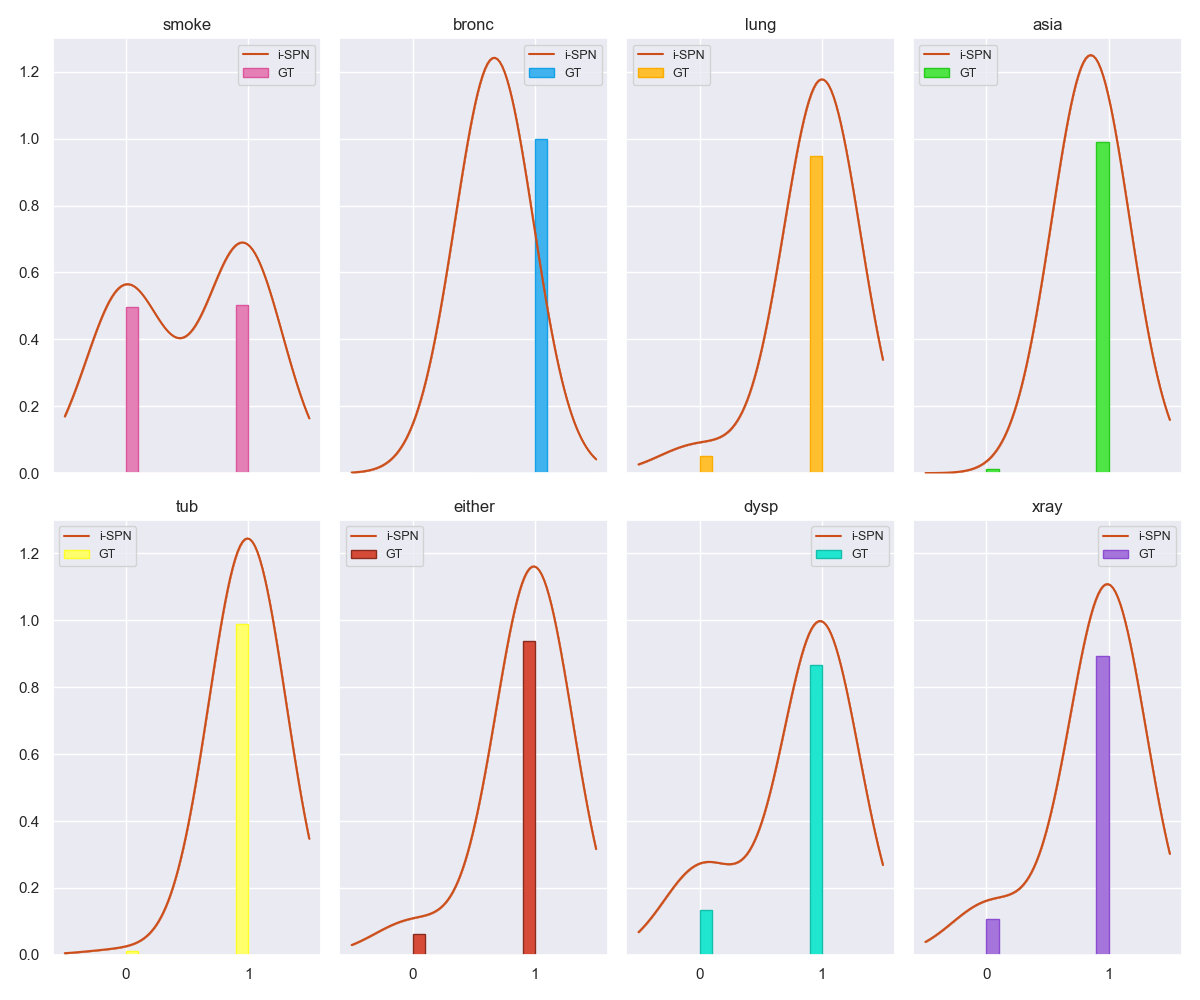 smoke
i-SPN
GT
1.2
1.0
0.8
0.6
0.4
0.2
0.0
bronc
i-SPN
GT
lung
i-SPN
GT
asia
i-SPN
GT
tub
i-SPN
GT
1.2
1.0
0.8
0.6
0.4
0.2
0.0
0 1
either
i-SPN
GT
0 1
dysp
i-SPN
GT
0 1
xray
i-SPN
GT
0 1